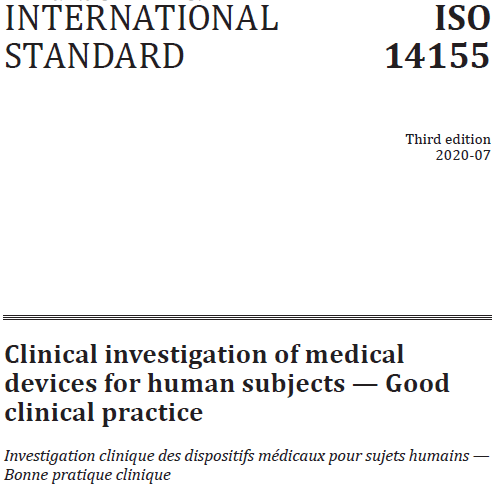 INTERNATIONAL STANDARD
ISO 14155
Third edition
2020-07
Clinical investigation of medical
devices for human subjects — Good
clinical practice
Investigation clinique des dispositifs médicaux pour sujets humains —
Bonne pratique clinique